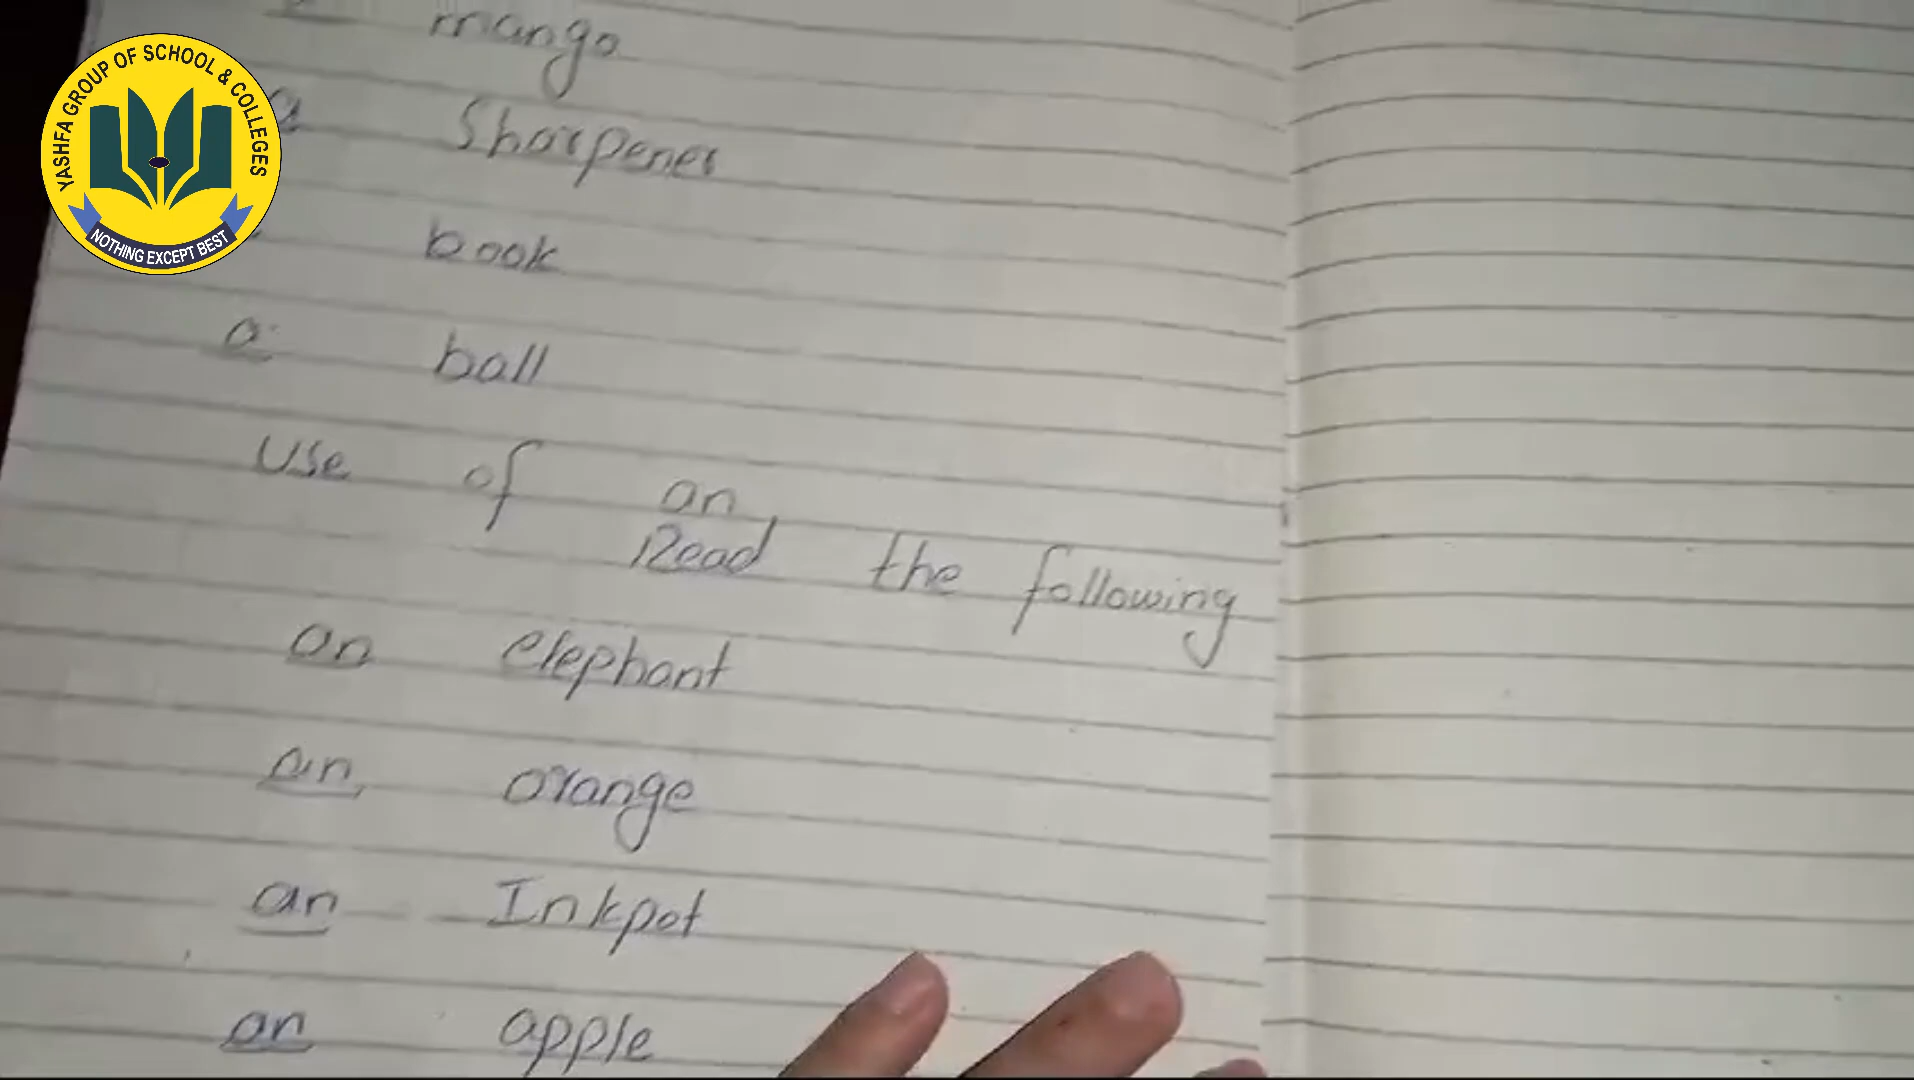 YASHFA GROUP OF SCHOOL & COLLEGES
NOTHING EXCEPT BEST
mango
a Sharpener
book
a ball
use of an
Read the following
an elephant
an orange
an Inkpot
an apple